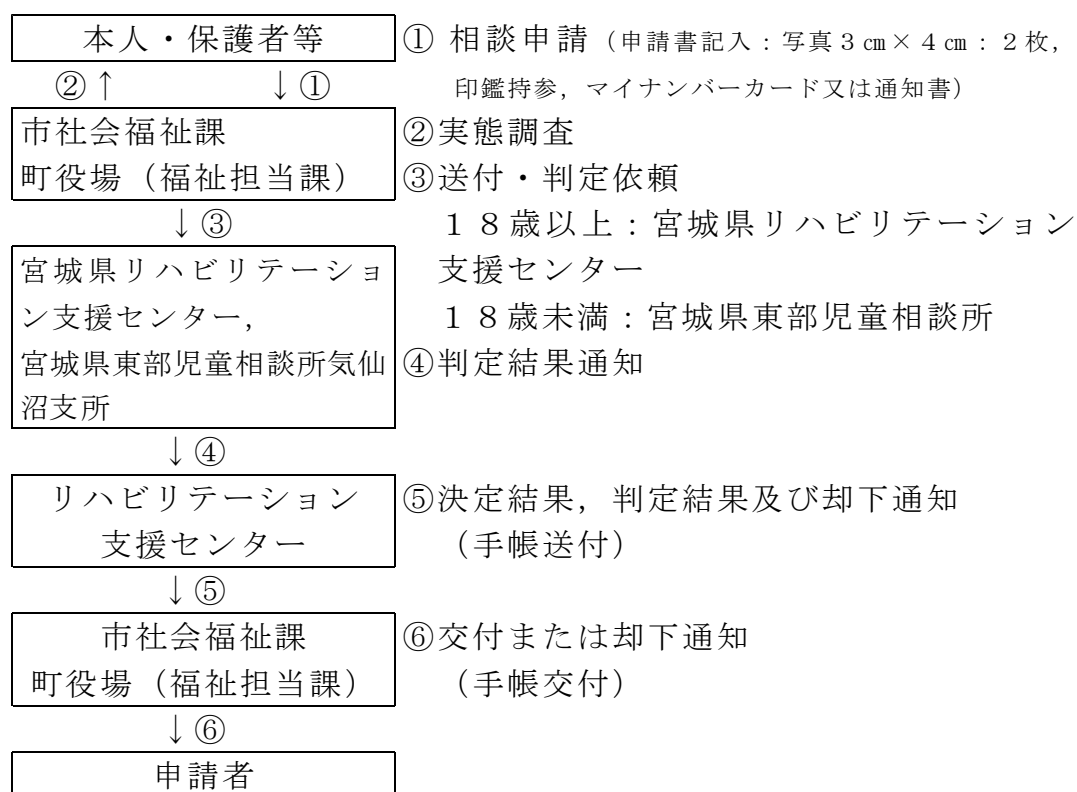 本人・保護者等
① 相談申請（申請書記入：写真３㎝×４㎝：２枚，
②↑ ↓①
印鑑持参，マイナンバーカード又は通知書）
市社会福祉課
町役場（福祉担当課）
②実態調査
③送付・判定依頼
↓③
１８歳以上：宮城県リハビリテーション
支援センター
１８歳未満：宮城県東部児童相談所
宮城県リハビリテーショ
ン支援センター，
宮城県東部児童相談所気仙
沼支所
④判定結果通知
↓④
リハビリテーション
支援センター
⑤決定結果，判定結果及び却下通知
（手帳送付）
↓⑤
市社会福祉課
町役場（福祉担当課）
⑥交付または却下通知
（手帳交付）
↓⑥
申請者